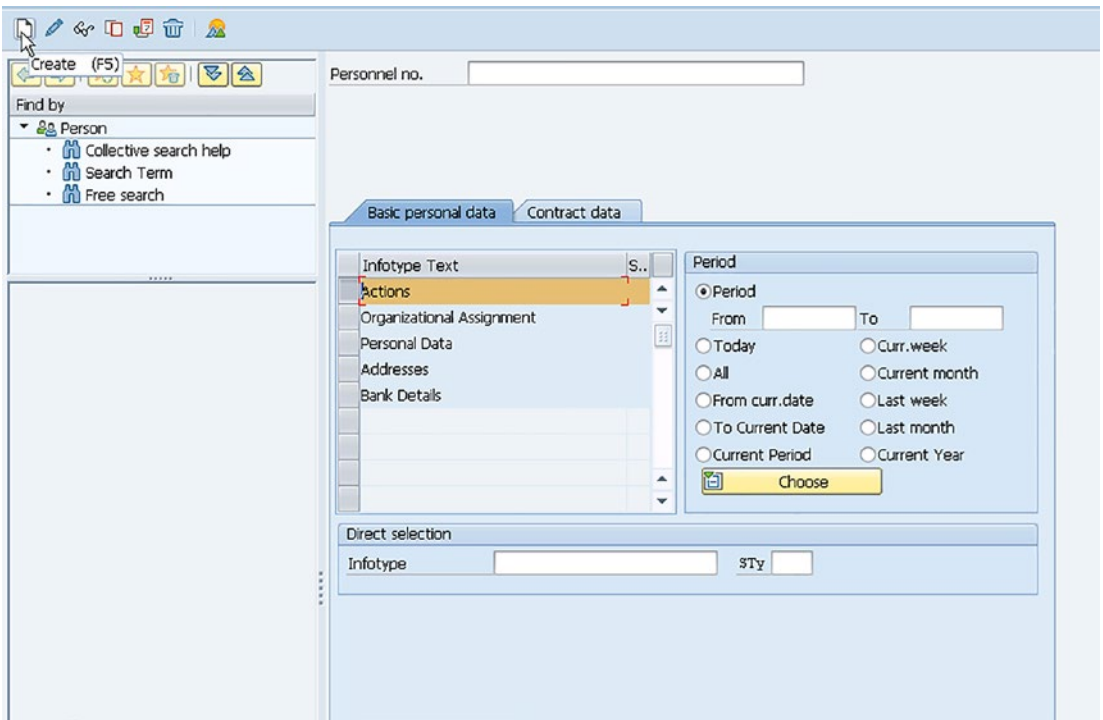 Create (F5)
Personnel no.
Find by
Person
Collective search help
Search Term
Free search
Basic personal data
Contract data
Infotype Text S..
Actions
Organizational Assignment
Personal Data
Addresses
Bank Details
Period
Period
From To
Today Curr.week
All Current month
From curr.date Last week
To Current Date Last month
Current Period Current Year
Choose
Direct selection
Infotype STy